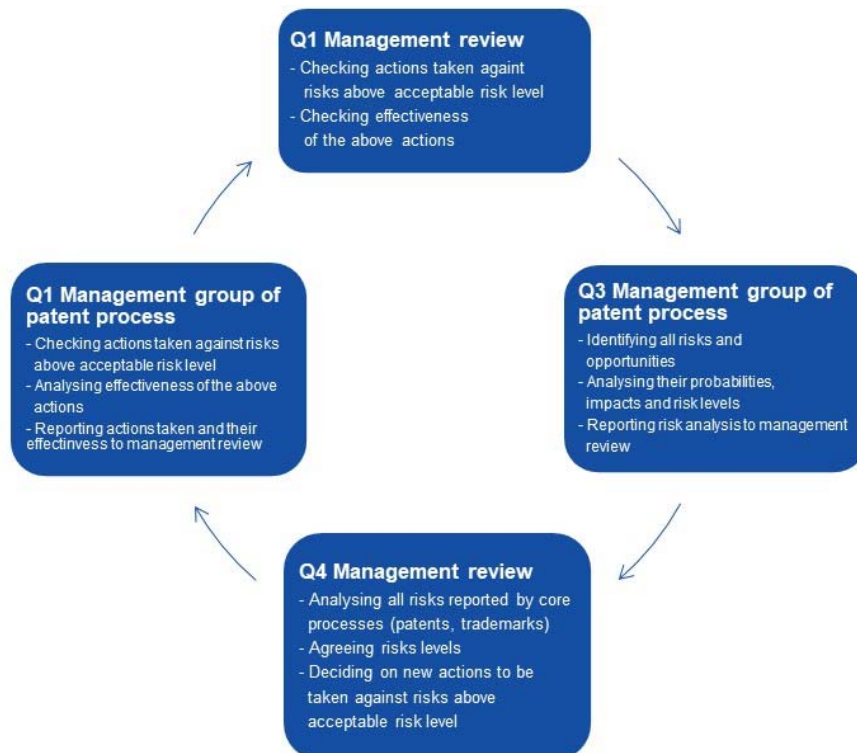 Q1 Management review
- Checking actions taken againt
risks above acceptable risk level
- Checking effectiveness
of the above actions
Q1 Management group of
patent process
- Checking actions taken against risks
above acceptable risk level
- Analysing effectiveness of the above
actions
- Reporting actions taken and their
effectinvess to management review
Q3 Management group of
patent process
- Identifying all risks and
opportunities
- Analysing their probabilities,
impacts and risk levels
- Reporting risk analysis to management
review
Q4 Management review
- Analysing all risks reported by core
processes (patents, trademarks)
- Agreeing risks levels
- Deciding on new actions to be
taken against risks above
acceptable risk level